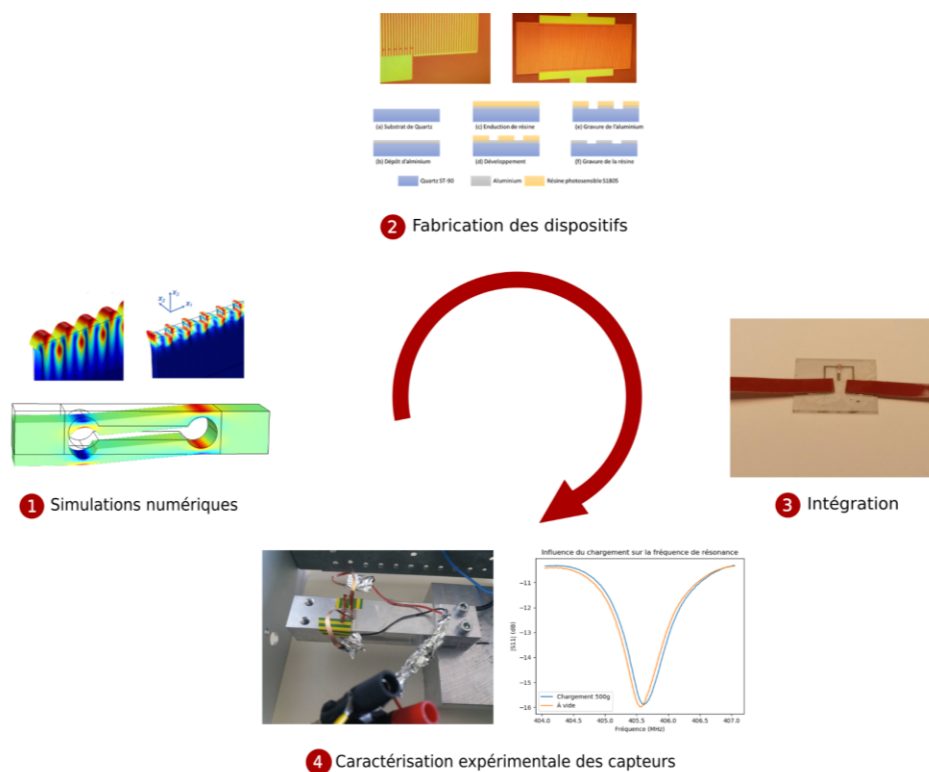 (a) Substrat de Quartz
(c) Enduction de résine
(e) Gravure de l'aluminium
(b) Dépôt d'alminium
(d) Développement
(f) Gravure de la résine
Quartz ST-90
Aluminium
Résine photosensible S1805
2 Fabrication des dispositifs
x₃
x₂
x₁
1 Simulations numériques
3 Intégration
Influence du chargement sur la fréquence de résonance
|S11| (dB)
−11
−12
−13
−14
−15
−16
Chargement 500g
A vide
404.0 404.5 405.0 405.5 406.0 406.5 407.0
Fréquence (MHz)
4 Caractérisation expérimentale des capteurs